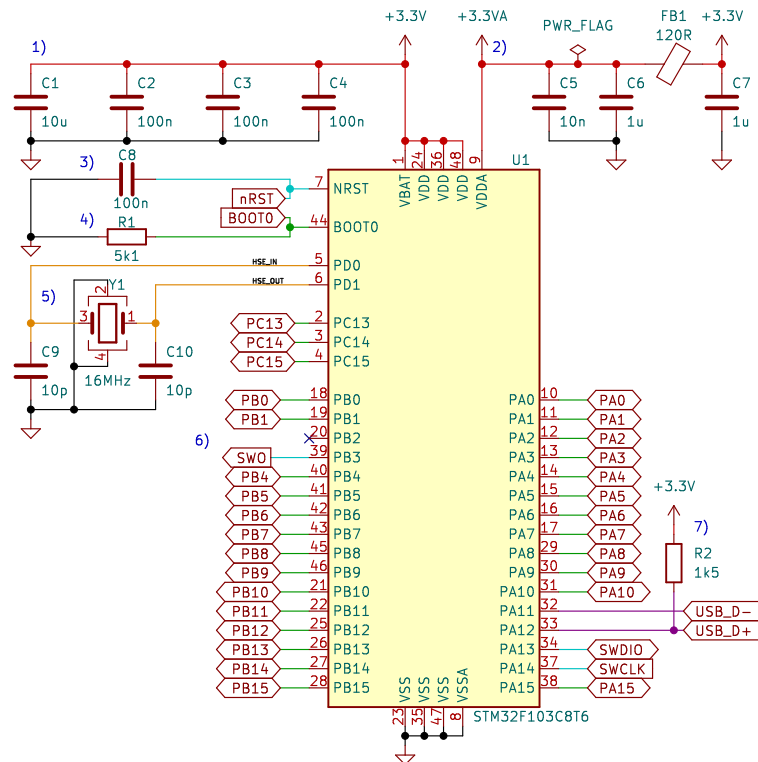 +3.3V
+3.3VA
PWR_FLAG
FB1
120R
+3.3V
1)
2)
C1
10u
C2
100n
C3
100n
C4
100n
C5
10n
C6
1u
C7
1u
3)
C8
100n
4)
R1
5k1
nRST
BOOT0
U1
1
24
36
48
9
VBAT
VDD
VDD
VDD
VDDA
7 NRST
44 BOOT0
HSE_IN
5 PD0
HSE_OUT
6 PD1
5)
Y1
2
3
1
4
16MHz
C9
10p
C10
10p
PC13 2 PC13
PC14 3 PC14
PC15 4 PC15
PB0 18 PB0
PB1 19 PB1
6)
20 PB2
SWO 39 PB3
PB4 40 PB4
PB5 41 PB5
PB6 42 PB6
PB7 43 PB7
PB8 45 PB8
PB9 46 PB9
PB10 21 PB10
PB11 22 PB11
PB12 25 PB12
PB13 26 PB13
PB14 27 PB14
PB15 28 PB15
PA0 10 PA0
PA1 11 PA1
PA2 12 PA2
PA3 13 PA3
PA4 14 PA4
PA5 15 PA5
PA6 16 PA6
PA7 17 PA7
PA8 29 PA8
PA9 30 PA9
PA10 31 PA10
PA11 32 USB_D-
PA12 33 USB_D+
PA13 34 SWDIO
PA14 37 SWCLK
PA15 38 PA15
+3.3V
7)
R2
1k5
VSS
VSS
VSS
VSSA
23
35
47
8
STM32F103C8T6